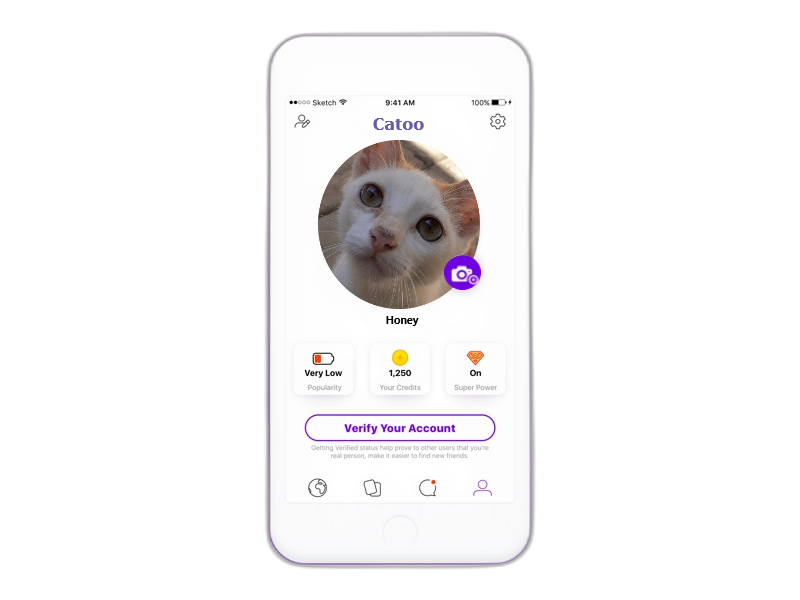 Sketch 9:41 AM 100%
Catoo
Honey
Very Low 1,250 On
Popularity Your Credits Super Power
Verify Your Account
Getting Verified status help prove to other users that you're
real person, make it easier to find new friends.